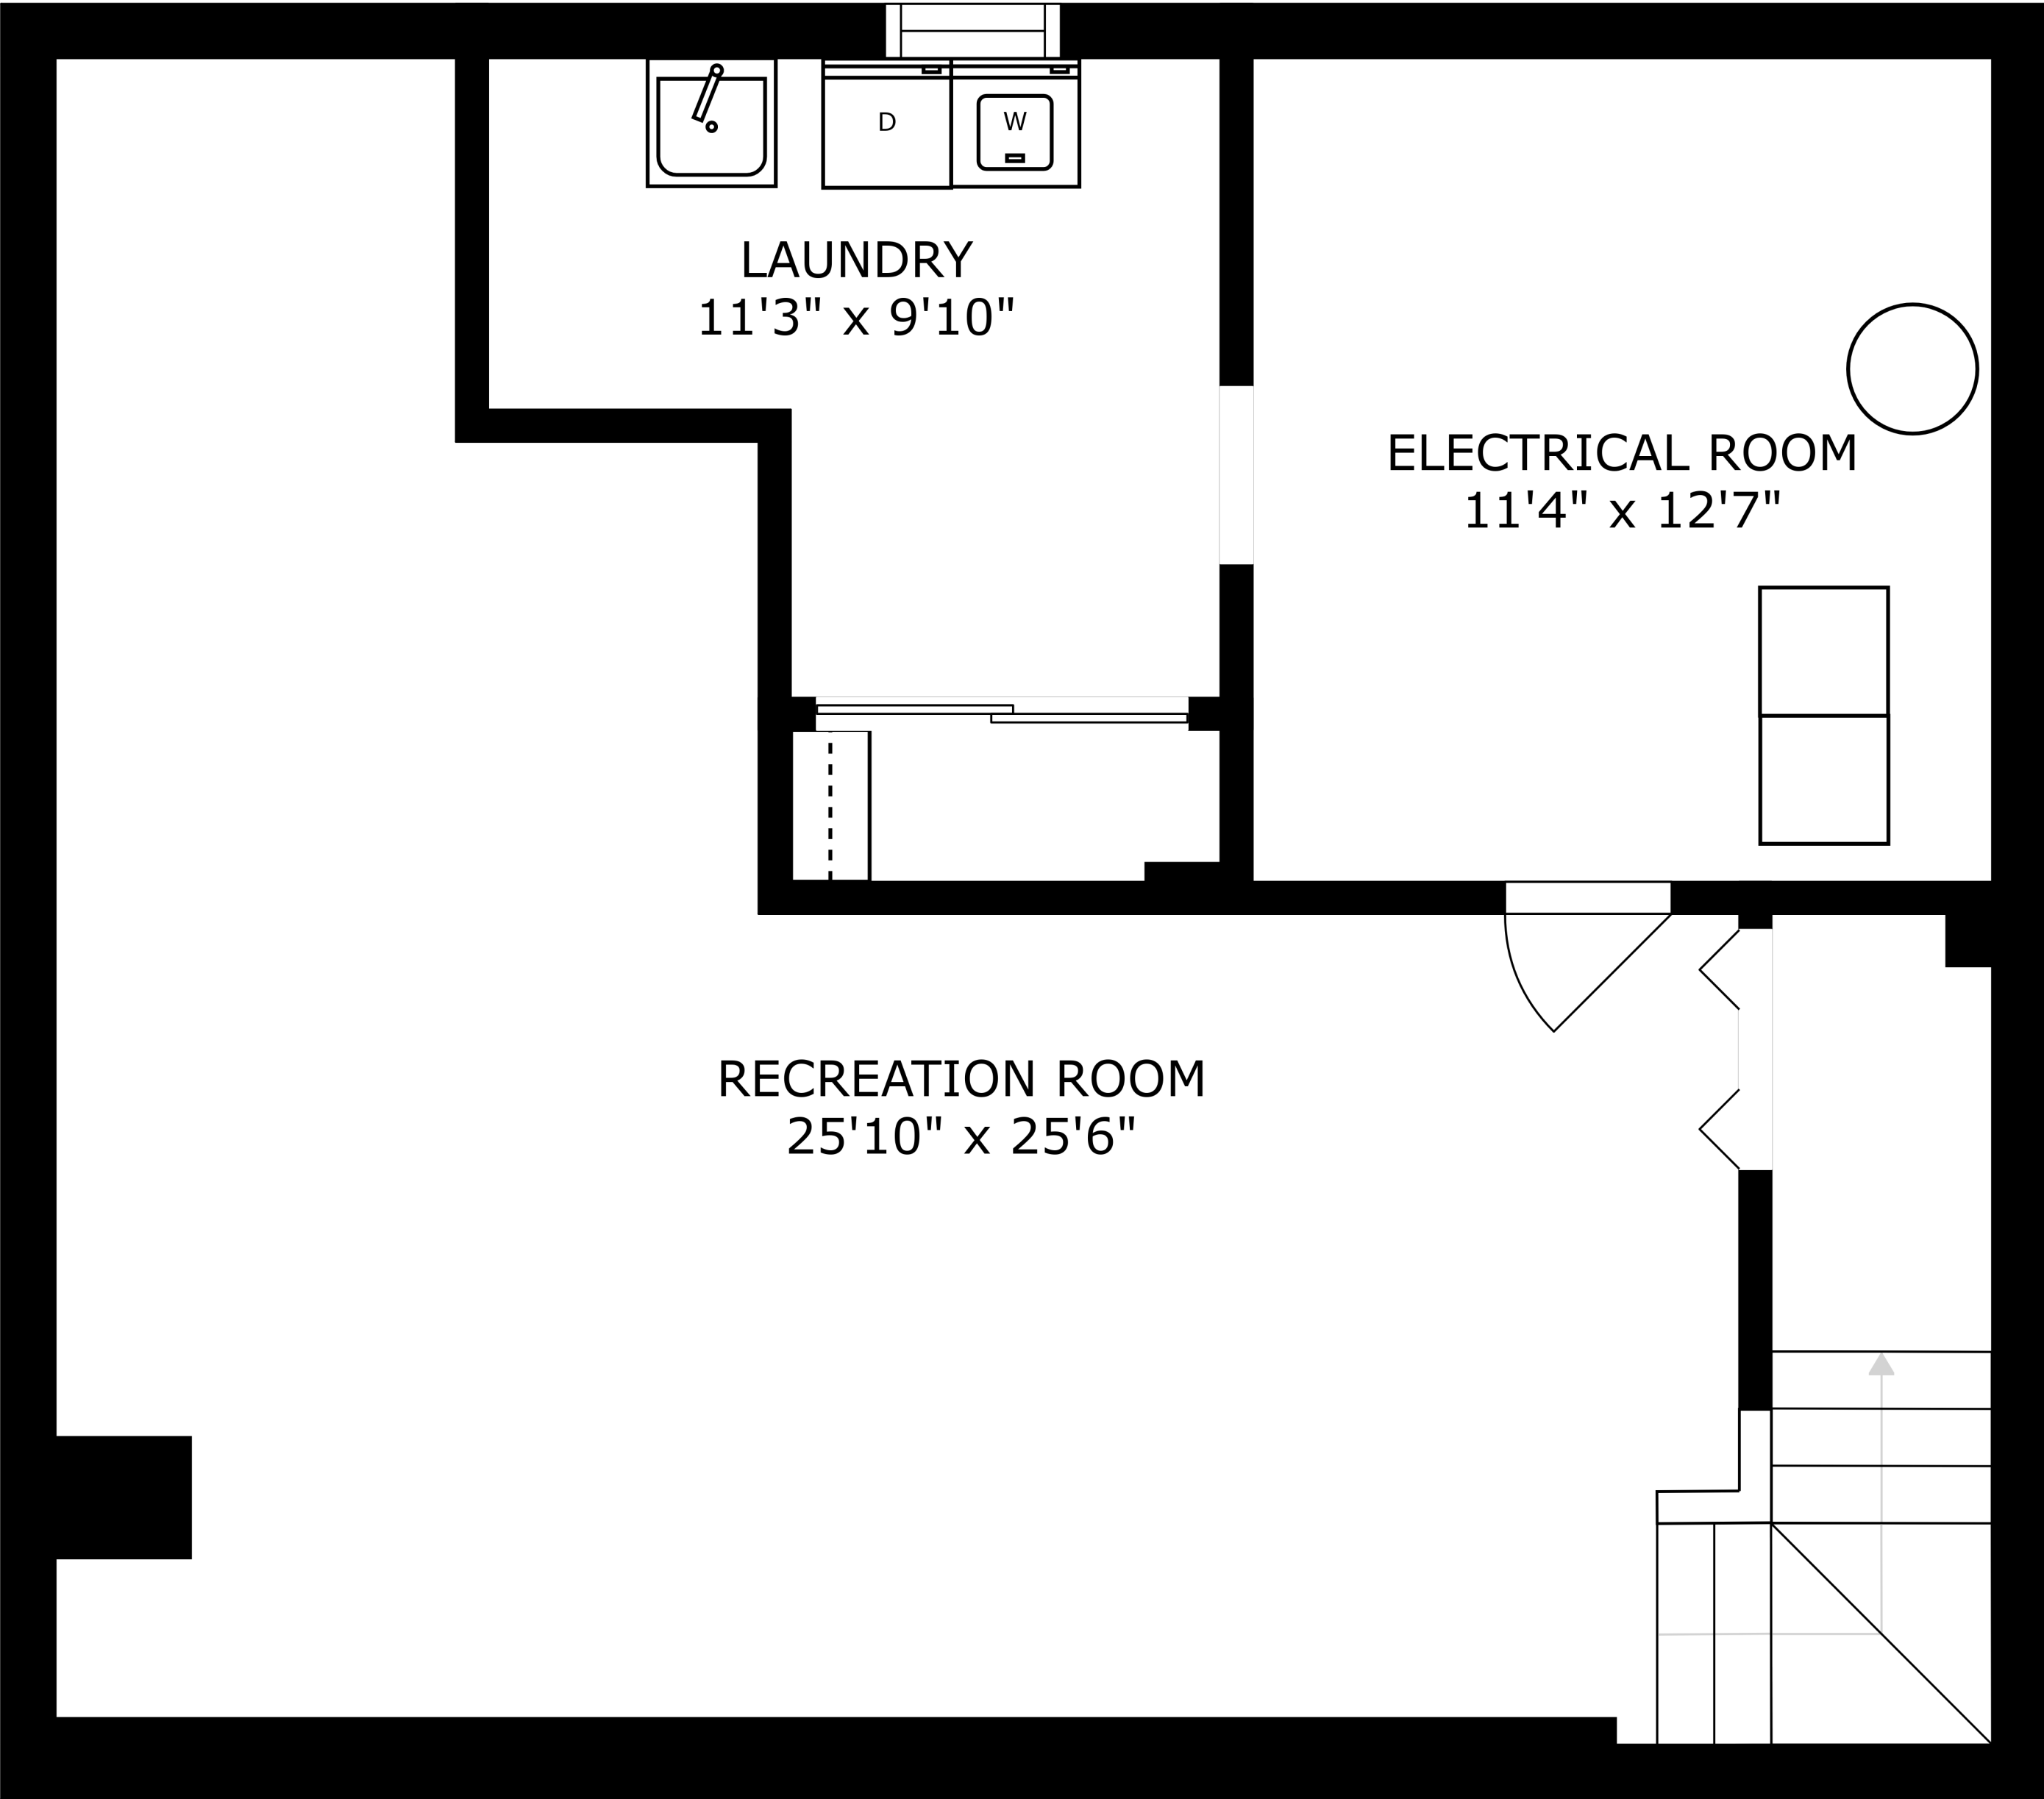 D
W
LAUNDRY
11'3" x 9'10"
ELECTRICAL ROOM
11'4" x 12'7"
RECREATION ROOM
25'10" x 25'6"